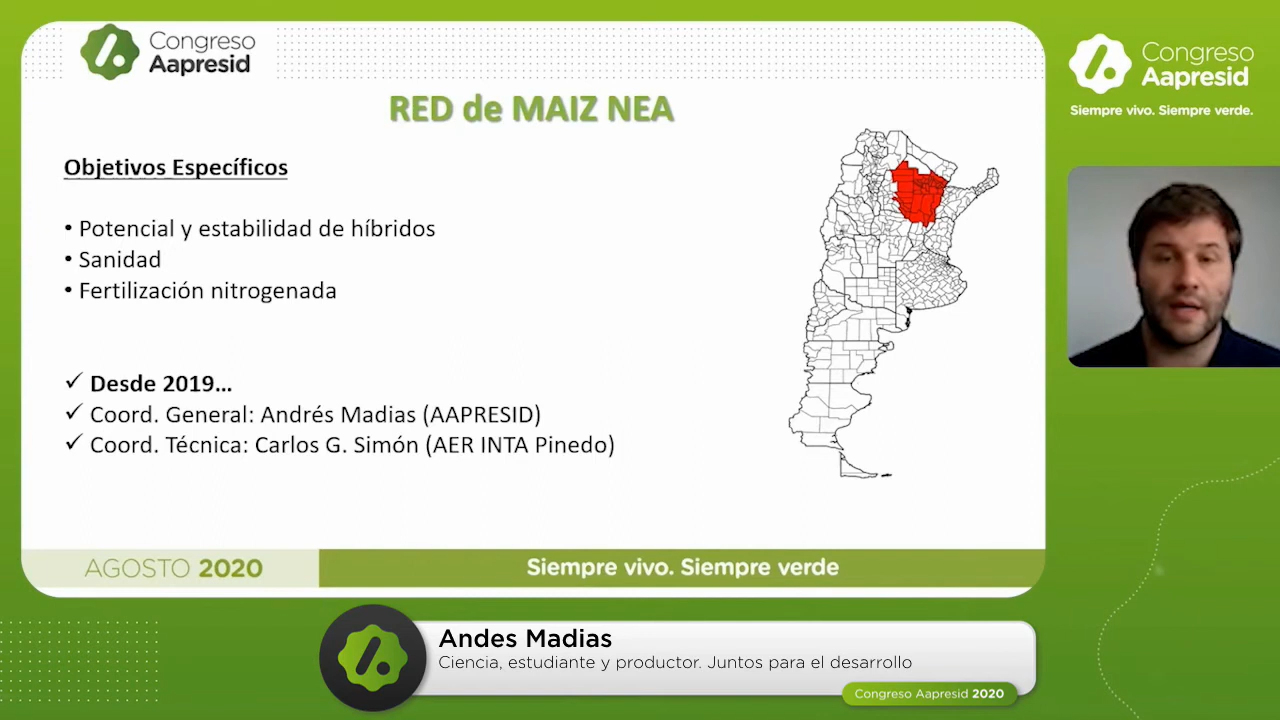 Congreso
Aapresid
RED de MAIZ NEA
Objetivos Específicos
• Potencial y estabilidad de híbridos
• Sanidad
• Fertilización nitrogenada
✓ Desde 2019...
✓ Coord. General: Andrés Madias (AAPRESID)
✓ Coord. Técnica: Carlos G. Simón (AER INTA Pinedo)
AGOSTO 2020
Siempre vivo. Siempre verde
Congreso
Aapresid
Siempre vivo. Siempre verde.
Andes Madias
Ciencia, estudiante y productor. Juntos para el desarrollo
Congreso Aapresid 2020